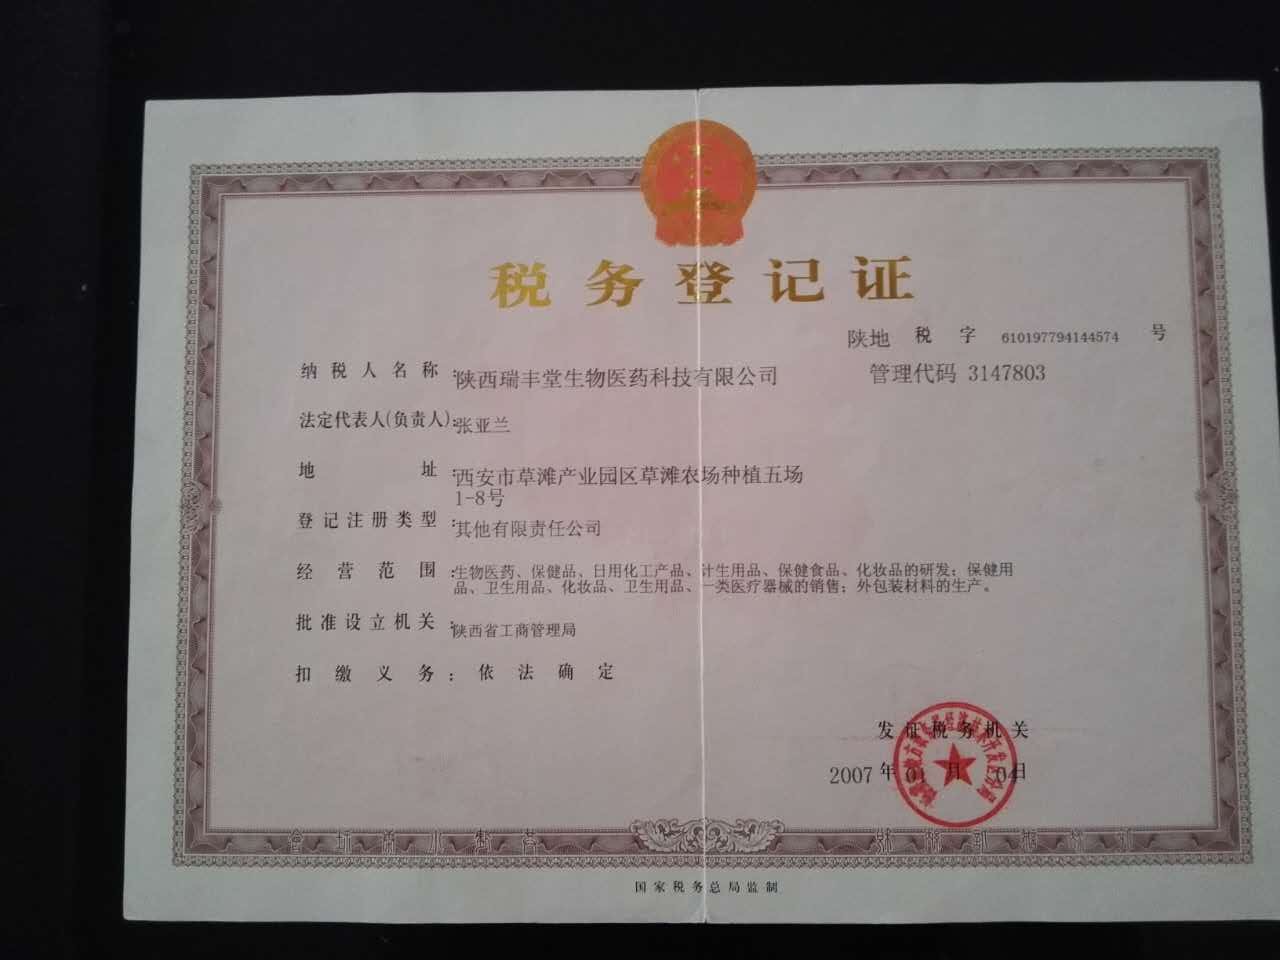 税务登记证
陕地 税 字 610197794144574 号
管理代码 3147803
纳税人名称：陕西瑞丰堂生物医药科技有限公司
法定代表人(负责人)：张亚兰
地 址：西安市草滩产业园区草滩农场种植五场
1-8号
登记注册类型：其他有限责任公司
经营范围：生物医药、保健品、日用化工产品、计生用品、保健食品、化妆品的研发；保健用
品、卫生用品、化妆品、卫生用品、一类医疗器械的销售；外包装材料的生产。
批准设立机关：陕西省工商管理局
扣缴义务：依法确定
发证税务机关
2007 年 01 月 04 日
国家税务总局监制